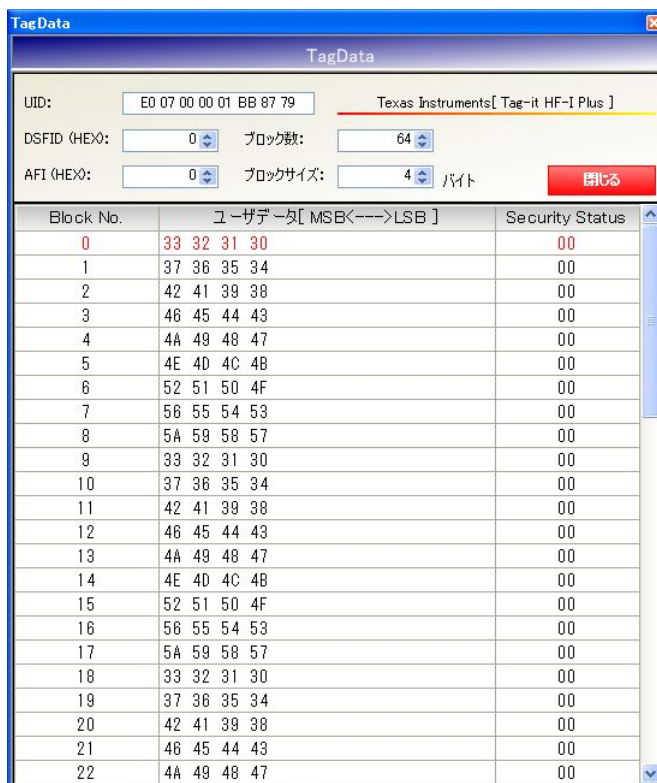 TagData
TagData
UID: E0 07 00 00 01 BB 87 79 Texas Instruments[ Tag-it HF-I Plus ]
DSFID (HEX): 0 ブロック数: 64
AFI (HEX): 0 ブロックサイズ: 4 バイト 閉じる
Block No. ユーザデータ[ MSB<--->LSB ] Security Status
0 33 32 31 30 00
1 37 36 35 34 00
2 42 41 39 38 00
3 46 45 44 43 00
4 4A 49 48 47 00
5 4E 4D 4C 4B 00
6 52 51 50 4F 00
7 56 55 54 53 00
8 5A 59 58 57 00
9 33 32 31 30 00
10 37 36 35 34 00
11 42 41 39 38 00
12 46 45 44 43 00
13 4A 49 48 47 00
14 4E 4D 4C 4B 00
15 52 51 50 4F 00
16 56 55 54 53 00
17 5A 59 58 57 00
18 33 32 31 30 00
19 37 36 35 34 00
20 42 41 39 38 00
21 46 45 44 43 00
22 4A 49 48 47 00